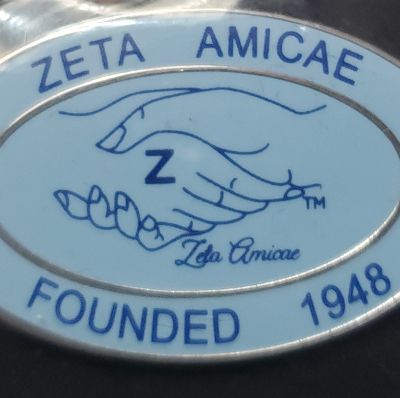 ZETA AMICAE
Z
TM
Zeta Amicae
FOUNDED 1948